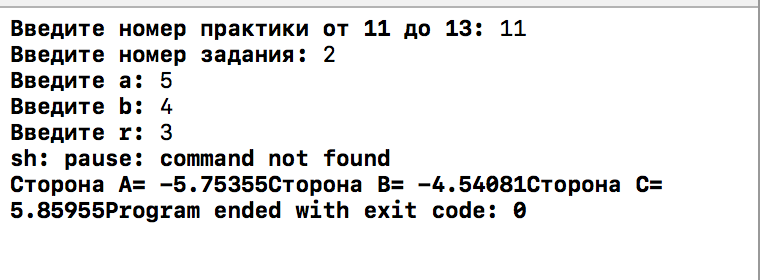 Введите номер практики от 11 до 13: 11
Введите номер задания: 2
Введите a: 5
Введите b: 4
Введите r: 3
sh: pause: command not found
Сторона A= -5.75355Сторона B= -4.54081Сторона C=
5.85955Program ended with exit code: 0